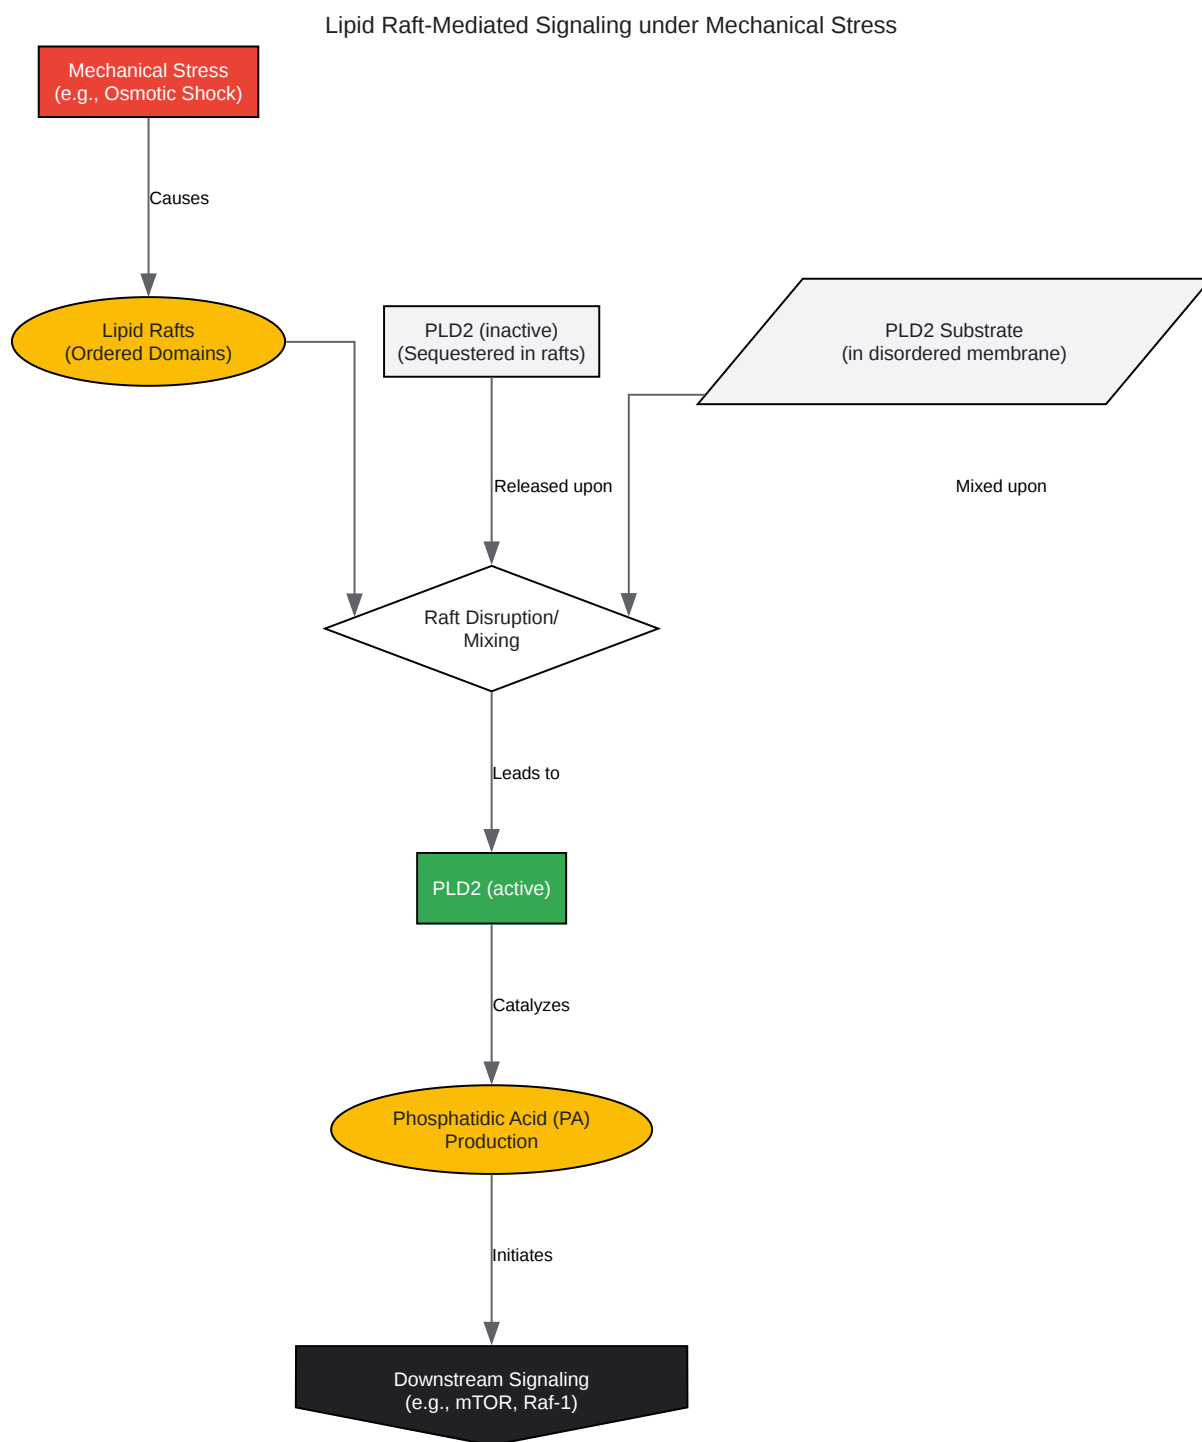 Lipid Raft-Mediated Signaling under Mechanical Stress
Mechanical Stress
(e.g., Osmotic Shock)
Causes
Lipid Rafts
(Ordered Domains)
PLD2 (inactive)
(Sequestered in rafts)
PLD2 Substrate
(in disordered membrane)
Released upon
Mixed upon
Raft Disruption/
Mixing
Leads to
PLD2 (active)
Catalyzes
Phosphatidic Acid (PA)
Production
Initiates
Downstream Signaling
(e.g., mTOR, Raf-1)